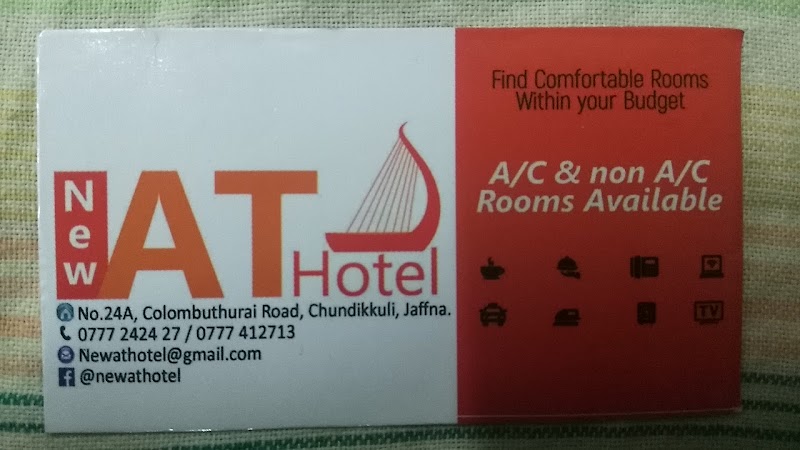 New
AT
Hotel
No.24A, Colombuthurai Road, Chundikkuli, Jaffna.
0777 2424 27 / 0777 412713
Newathotel@gmail.com
@newathotel
Find Comfortable Rooms
Within your Budget
A/C & non A/C
Rooms Available
TV